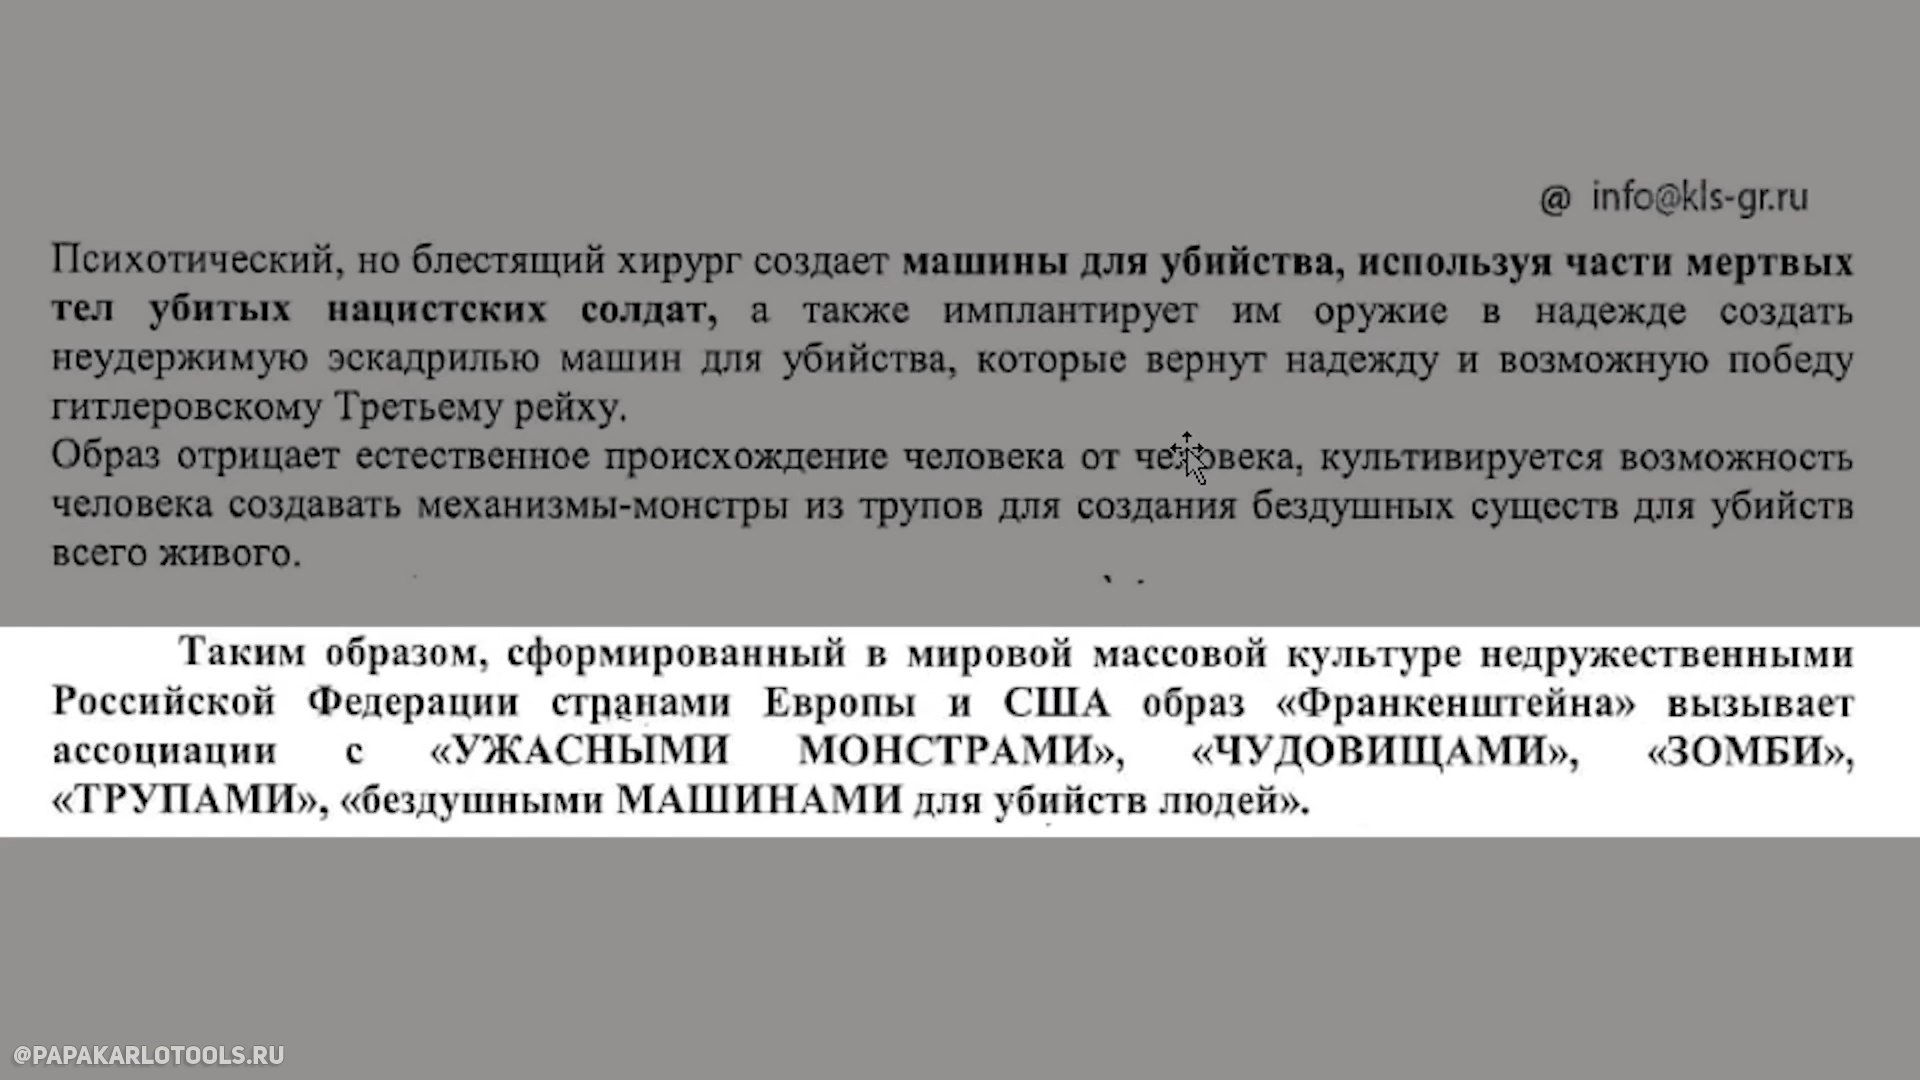 @ info@kls-gr.ru
Психотический, но блестящий хирург создает машины для убийства, используя части мертвых
тел убитых нацистских солдат, а также имплантирует им оружие в надежде создать
неудержимую эскадрилью машин для убийства, которые вернут надежду и возможную победу
гитлеровскому Третьему рейху.
Образ отрицает естественное происхождение человека от человека, культивируется возможность
человека создавать механизмы-монстры из трупов для создания бездушных существ для убийств
всего живого.
Таким образом, сформированный в мировой массовой культуре недружественными
Российской Федерации странами Европы и США образ «Франкенштейна» вызывает
ассоциации с «УЖАСНЫМИ МОНСТРАМИ», «ЧУДОВИЩАМИ», «ЗОМБИ»,
«ТРУПАМИ», «бездушными МАШИНАМИ для убийств людей».
@PAPAKARLOTOOLS.RU